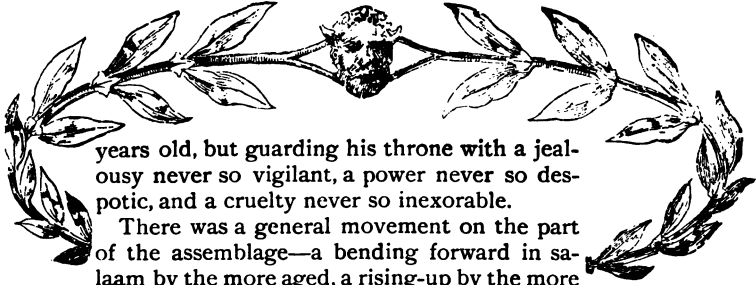 years old, but guarding his throne with a jeal-
ousy never so vigilant, a power never so des-
potic, and a cruelty never so inexorable.
There was a general movement on the part
of the assemblage—a bending forward in sa-
laam by the more aged, a rising-up by the more